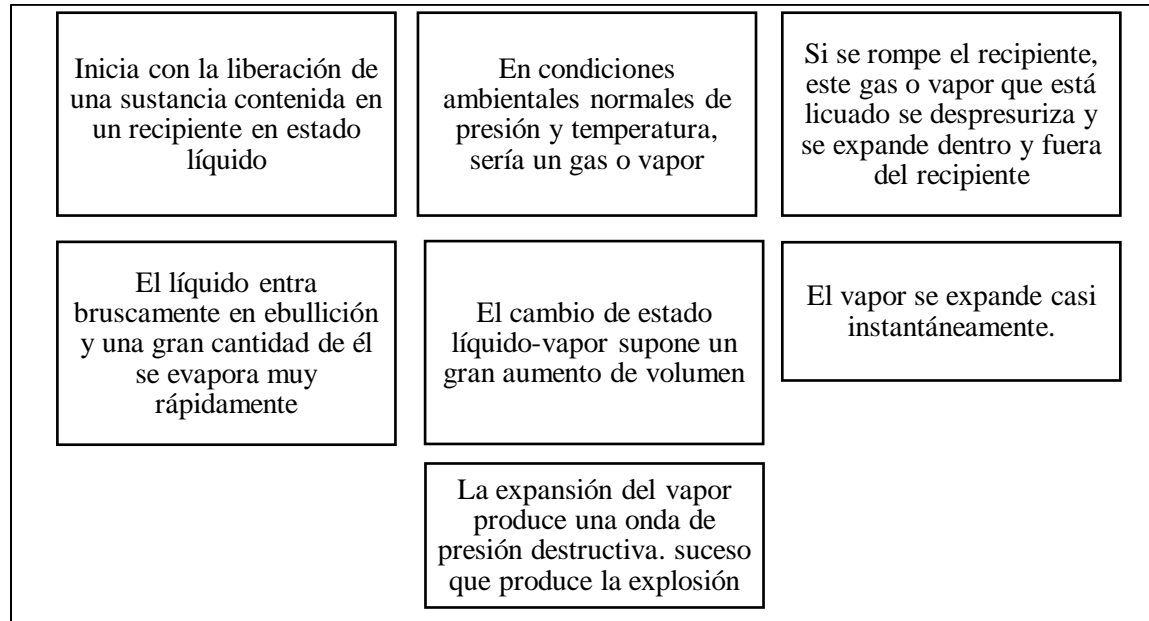 Inicia con la liberación de
una sustancia contenida en
un recipiente en estado
líquido
En condiciones
ambientales normales de
presión y temperatura,
sería un gas o vapor
Si se rompe el recipiente,
este gas o vapor que está
licuado se despresuriza y
se expande dentro y fuera
del recipiente
El líquido entra
bruscamente en ebullición
y una gran cantidad de él
se evapora muy
rápidamente
El cambio de estado
líquido-vapor supone un
gran aumento de volumen
El vapor se expande casi
instantáneamente.
La expansión del vapor
produce una onda de
presión destructiva. suceso
que produce la explosión